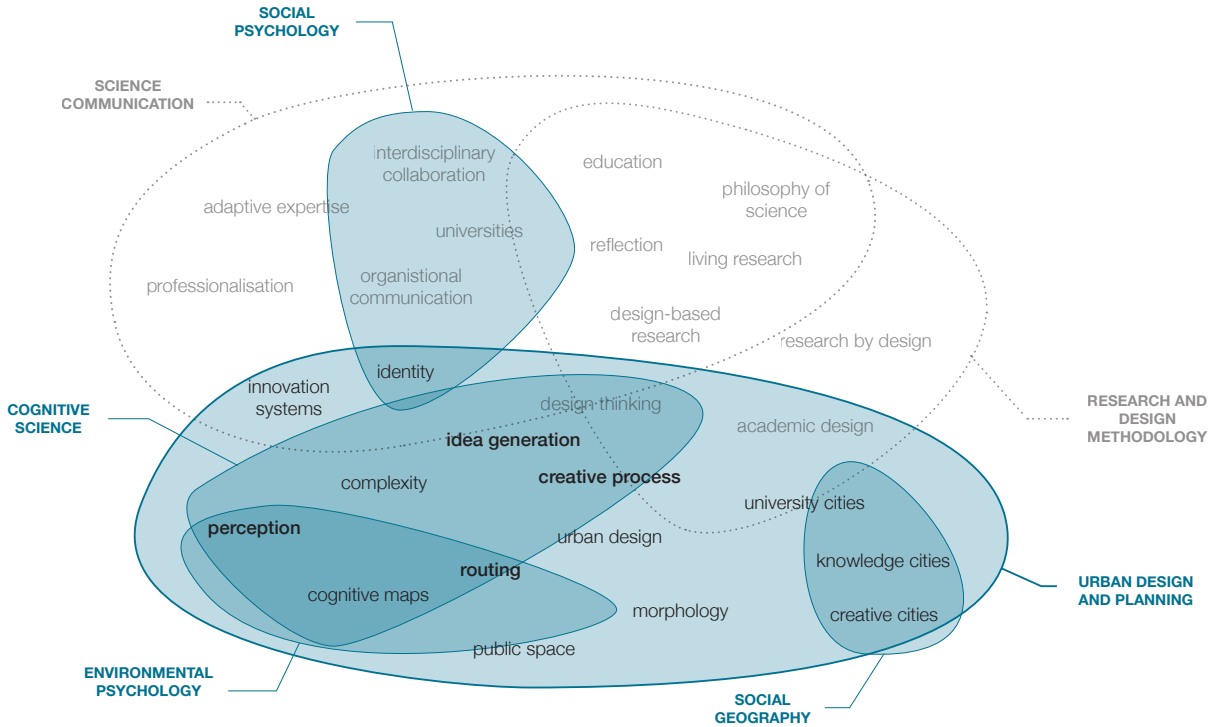 SOCIAL
PSYCHOLOGY
SCIENCE
COMMUNICATION
interdisciplinary
collaboration
education
philosophy of
science
adaptive expertise
universities
reflection
living research
professionalisation
organistional
communication
design-based
research
research by design
identity
innovation
systems
design thinking
COGNITIVE
SCIENCE
RESEARCH AND
DESIGN
METHODOLOGY
academic design
idea generation
complexity
creative process
university cities
perception
urban design
routing
knowledge cities
cognitive maps
morphology
creative cities
URBAN DESIGN
AND PLANNING
public space
ENVIRONMENTAL
PSYCHOLOGY
SOCIAL
GEOGRAPHY